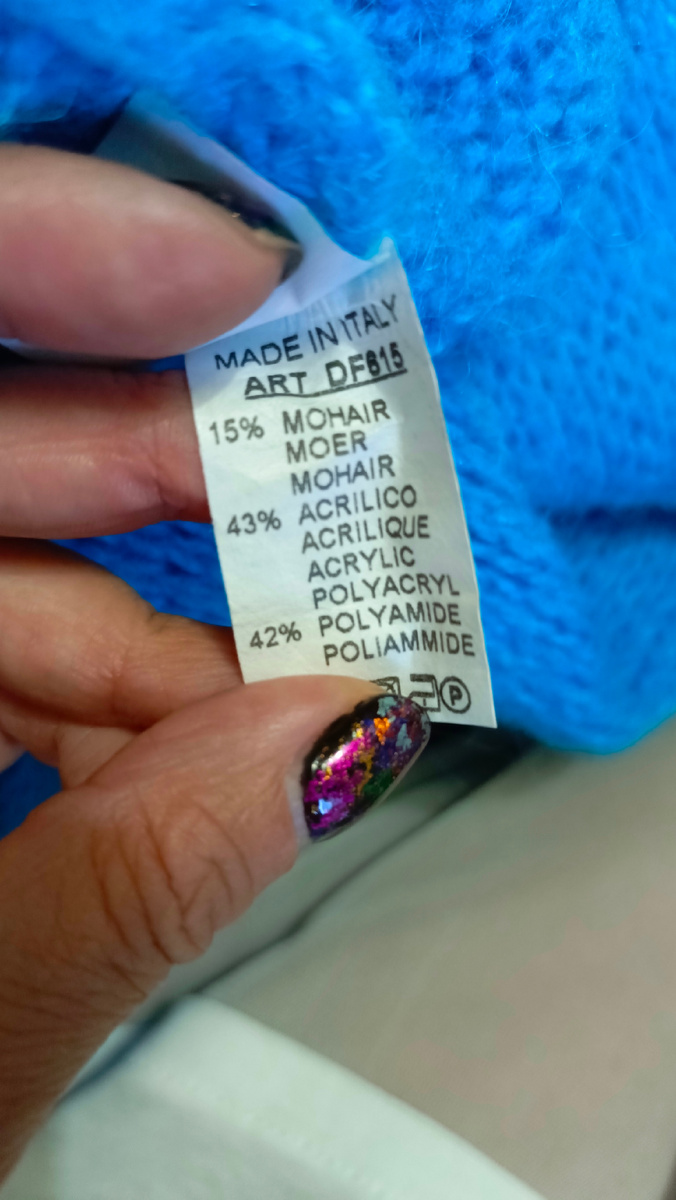 MADE IN ITALY
ART DF615
15% MOHAIR
MOER
MOHAIR
43% ACRILICO
ACRILIQUE
ACRYLIC
POLYACRYL
42% POLYAMIDE
POLIAMMIDE
P